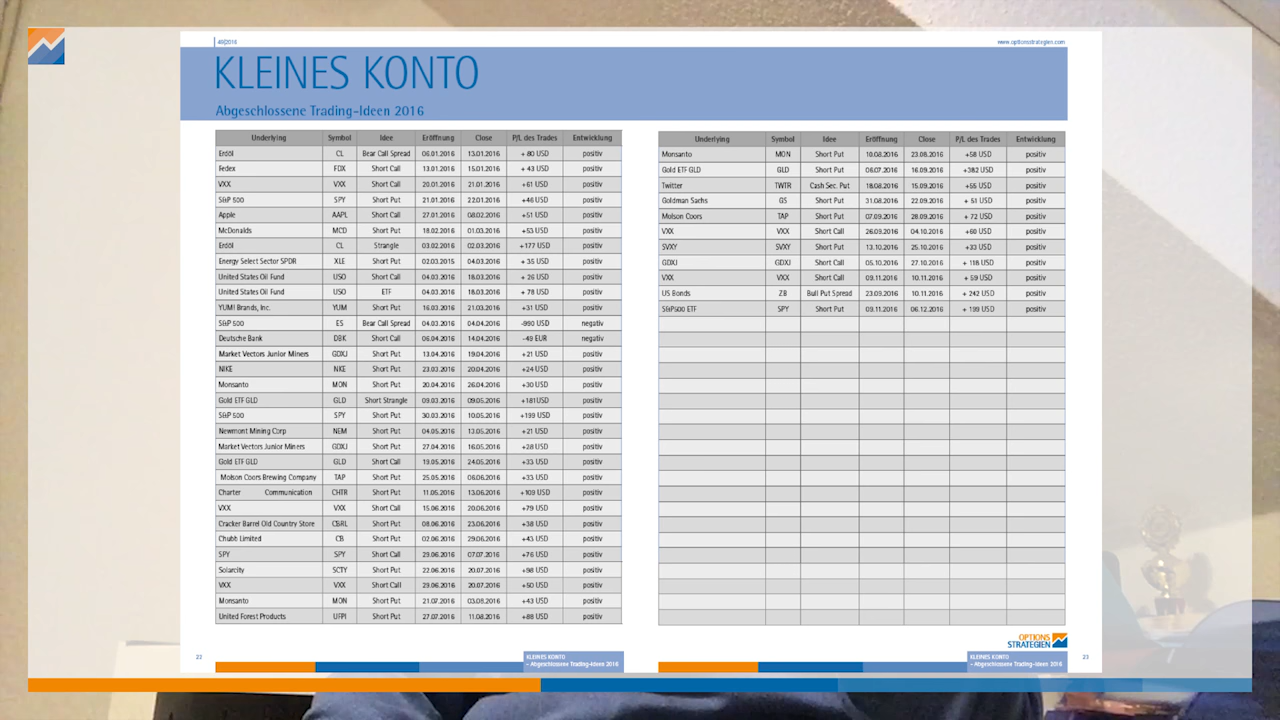 48|2016
www.optionsstrategien.com
KLEINES KONTO
Abgeschlossene Trading-Ideen 2016
Underlying Symbol Idee Eröffnung Close P/L des Trades Entwicklung
Erdöl CL Bear Call Spread 06.01.2016 13.01.2016 + 80 USD positiv
Fedex FDX Short Call 13.01.2016 15.01.2016 + 43 USD positiv
VXX VXX Short Call 20.01.2016 21.01.2016 +61 USD positiv
S&P 500 SPY Short Put 21.01.2016 22.01.2016 +46 USD positiv
Apple AAPL Short Call 27.01.2016 08.02.2016 +51 USD positiv
McDonalds MCD Short Put 18.02.2016 01.03.2016 +53 USD positiv
Erdöl CL Strangle 03.02.2016 02.03.2016 +177 USD positiv
Energy Select Sector SPDR XLE Short Put 02.03.2015 04.03.2016 + 35 USD positiv
United States Oil Fund USO Short Call 04.03.2016 18.03.2016 + 26 USD positiv
United States Oil Fund USO ETF 04.03.2016 18.03.2016 + 78 USD positiv
YUM! Brands, Inc. YUM Short Put 16.03.2016 21.03.2016 +31 USD positiv
S&P 500 ES Bear Call Spread 04.03.2016 04.04.2016 -990 USD negativ
Deutsche Bank DBK Short Call 06.04.2016 14.04.2016 -49 EUR negativ
Market Vectors Junior Miners GDXJ Short Put 13.04.2016 19.04.2016 +21 USD positiv
NIKE NKE Short Put 23.03.2016 20.04.2016 +24 USD positiv
Monsanto MON Short Put 20.04.2016 26.04.2016 +30 USD positiv
Gold ETF GLD GLD Short Strangle 09.03.2016 09.05.2016 +181USD positiv
S&P 500 SPY Short Put 30.03.2016 10.05.2016 +199 USD positiv
Newmont Mining Corp NEM Short Put 04.05.2016 13.05.2016 +21 USD positiv
Market Vectors Junior Miners GDXJ Short Put 27.04.2016 16.05.2016 +28 USD positiv
Gold ETF GLD GLD Short Call 19.05.2016 24.05.2016 +33 USD positiv
Molson Coors Brewing Company TAP Short Put 25.05.2016 06.06.2016 +33 USD positiv
Charter Communication CHTR Short Put 11.05.2016 13.06.2016 +109 USD positiv
VXX VXX Short Call 15.06.2016 20.06.2016 +79 USD positiv
Cracker Barrel Old Country Store CBRL Short Put 08.06.2016 23.06.2016 +38 USD positiv
Chubb Limited CB Short Put 02.06.2016 29.06.2016 +43 USD positiv
SPY SPY Short Call 29.06.2016 07.07.2016 +76 USD positiv
Solarcity SCTY Short Put 22.06.2016 20.07.2016 +98 USD positiv
VXX VXX Short Call 29.06.2016 20.07.2016 +50 USD positiv
Monsanto MON Short Put 21.07.2016 03.08.2016 +43 USD positiv
United Forest Products UFPI Short Put 27.07.2016 11.08.2016 +88 USD positiv
22
KLEINES KONTO
– Abgeschlossene Trading-Ideen 2016
Underlying Symbol Idee Eröffnung Close P/L des Trades Entwicklung
Monsanto MON Short Put 10.08.2016 23.08.2016 +58 USD positiv
Gold ETF GLD GLD Short Put 06.07.2016 16.09.2016 +382 USD positiv
Twitter TWTR Cash Sec. Put 18.08.2016 15.09.2016 +55 USD positiv
Goldman Sachs GS Short Put 31.08.2016 22.09.2016 + 51 USD positiv
Molson Coors TAP Short Put 07.09.2016 28.09.2016 + 72 USD positiv
VXX VXX Short Call 26.09.2016 04.10.2016 +60 USD positiv
SVXY SVXY Short Put 13.10.2016 25.10.2016 +33 USD positiv
GDXJ GDXJ Short Call 05.10.2016 27.10.2016 + 118 USD positiv
VXX VXX Short Call 09.11.2016 10.11.2016 + 59 USD positiv
US Bonds ZB Bull Put Spread 23.09.2016 10.11.2016 + 242 USD positiv
S&P500 ETF SPY Short Put 09.11.2016 06.12.2016 + 199 USD positiv
OPTIONS
STRATEGIEN
KLEINES KONTO
– Abgeschlossene Trading-Ideen 2016
23